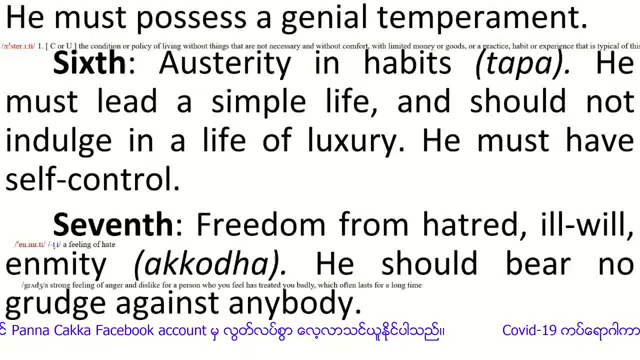 He must possess a genial temperament.
/ɔːˈster.ɪ.ti/ 1. [ C or U ] the condition or policy of living without things that are not necessary and without comfort, with limited money or goods, or a practice, habit or experience that is typical of this
Sixth: Austerity in habits (tapa). He
must lead a simple life, and should not
indulge in a life of luxury. He must have
self-control.
Seventh: Freedom from hatred, ill-will,
/ˈen.mɪ.ti/ /-t̬i/ a feeling of hate
enmity (akkodha). He should bear no
/grʌdʒ/a strong feeling of anger and dislike for a person who you feel has treated you badly, which often lasts for a long time
grudge against anybody.
Panna Cakka Facebook account မှ လွတ်လပ်စွာ လေ့လာသင်ယူနိုင်ပါသည်။ Covid-19 ကပ်ရောဂါကာ